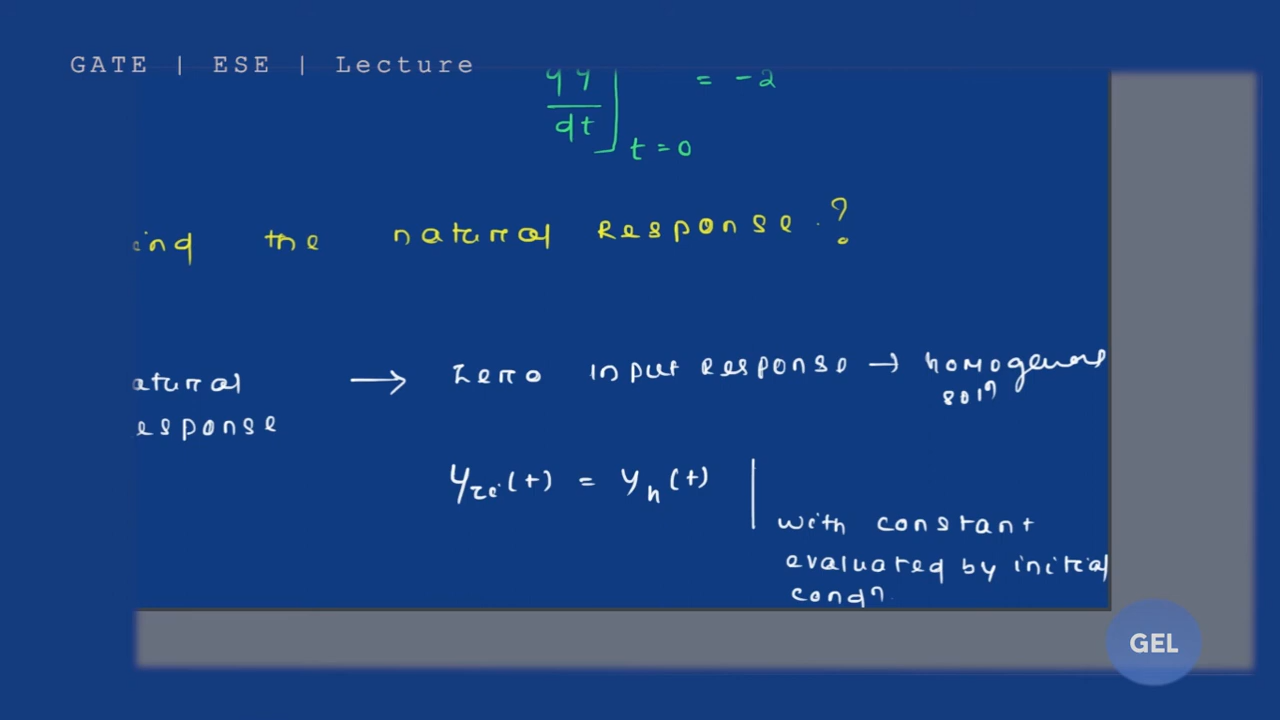 GATE | ESE | Lecture
dy/dt] = -2
t = 0
ind the natural Response ?
atural → Zero input Response → homogeneous
esponse soln
yzi(t) = yh(t) | with constant
evaluated by initial
condn
GEL